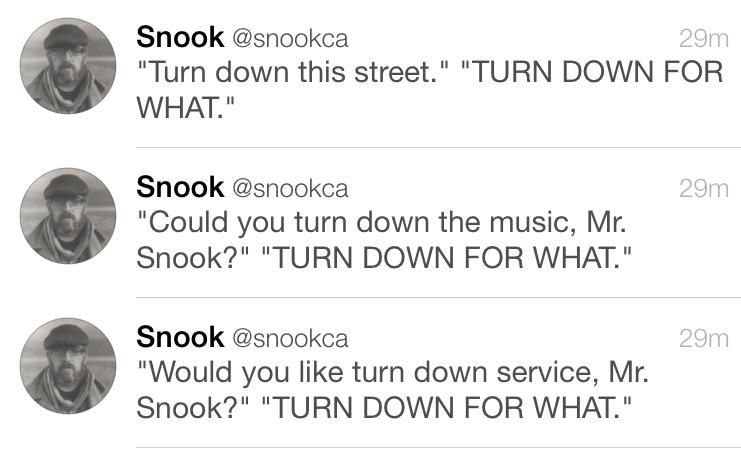 Snook @snookca 29m
"Turn down this street." "TURN DOWN FOR
WHAT."
Snook @snookca 29m
"Could you turn down the music, Mr.
Snook?" "TURN DOWN FOR WHAT."
Snook @snookca 29m
"Would you like turn down service, Mr.
Snook?" "TURN DOWN FOR WHAT."